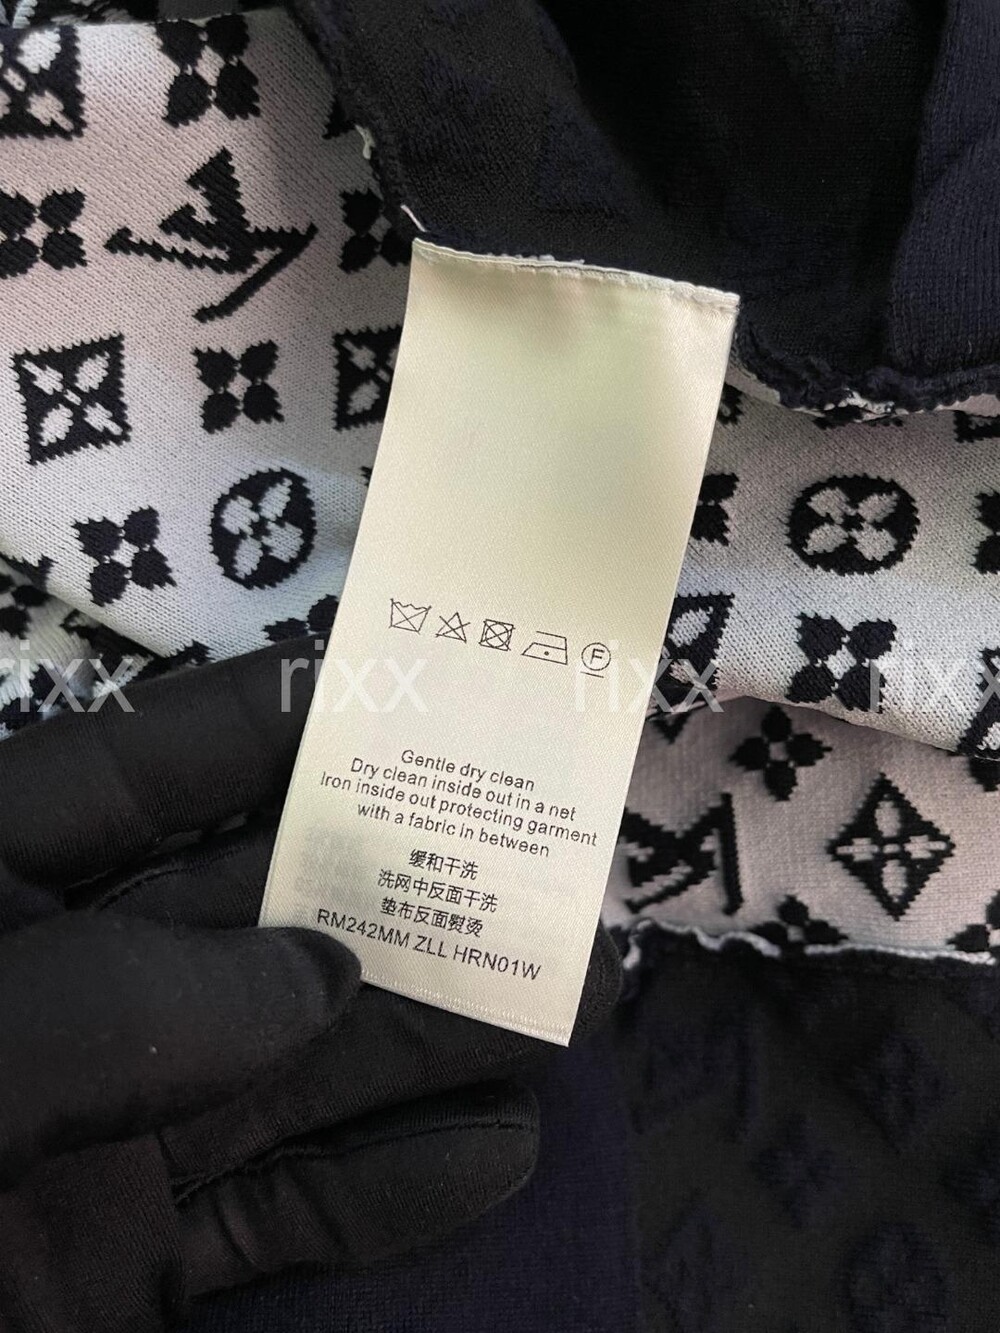 F
rixx rixx rixx rixx
Gentle dry clean
Dry clean inside out in a net
Iron inside out protecting garment
with a fabric in between
缓和干洗
洗网中反面干洗
垫布反面熨烫
RM242MM ZLL HRN01W